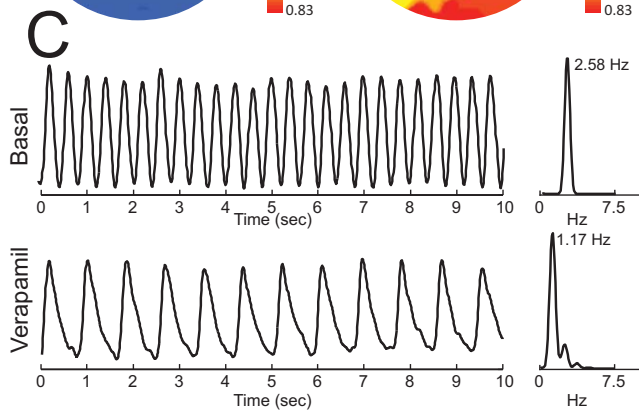 0.83
0.83
C
Basal
2.58 Hz
0 1 2 3 4 5 6 7 8 9 10
Time (sec)
0 7.5
Hz
Verapamil
1.17 Hz
0 1 2 3 4 5 6 7 8 9 10
Time (sec)
0 7.5
Hz